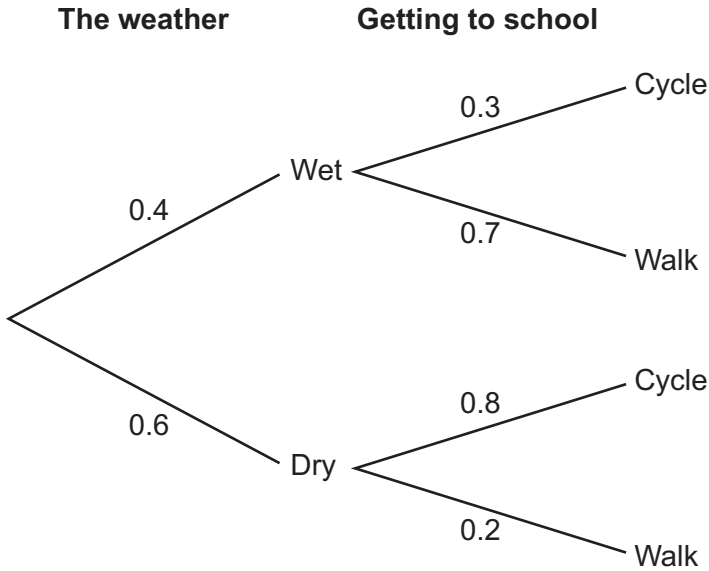 The weather
Getting to school
Cycle
0.3
Wet
0.4
0.7
Walk
Cycle
0.8
0.6
Dry
0.2
Walk